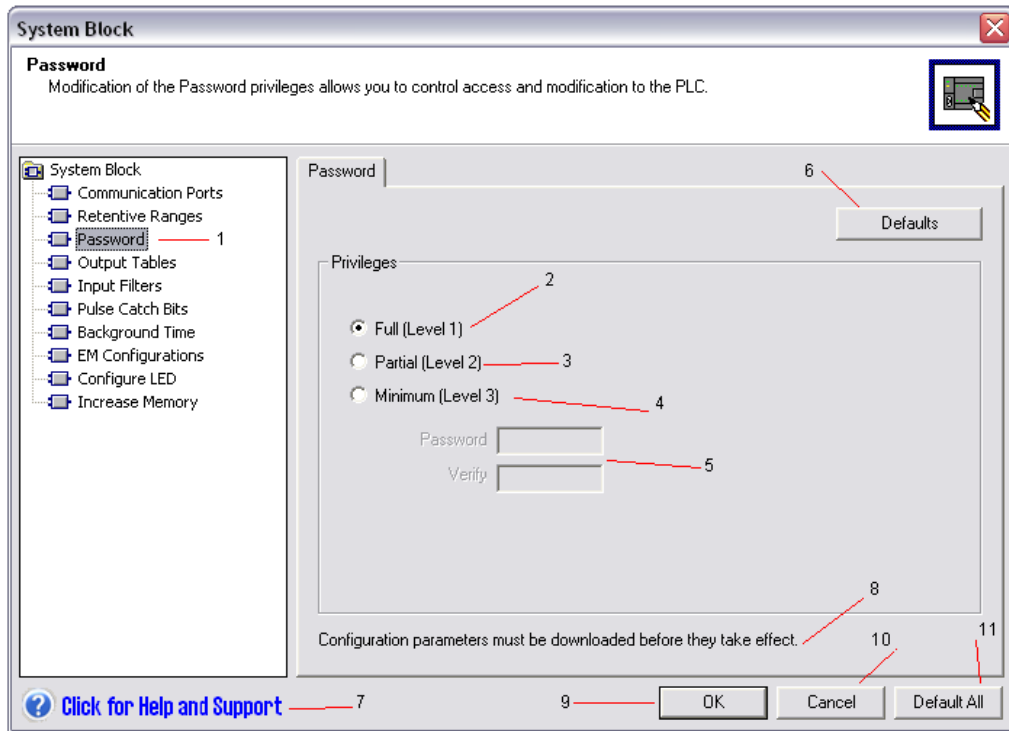 System Block
Password
Modification of the Password privileges allows you to control access and modification to the PLC.
System Block
Communication Ports
Retentive Ranges
Password
1
Output Tables
Input Filters
Pulse Catch Bits
Background Time
EM Configurations
Configure LED
Increase Memory
Password
6
Defaults
Privileges
2
Full (Level 1)
Partial (Level 2)
3
Minimum (Level 3)
4
Password
Verify
5
8
Configuration parameters must be downloaded before they take effect.
10
11
Click for Help and Support
7
9
OK
Cancel
Default All